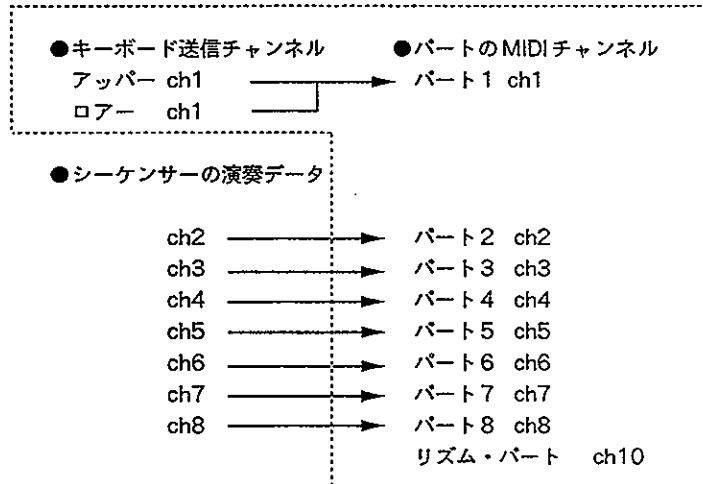 ●キーボード送信チャンネル ●パートのMIDIチャンネル
アッパー ch1 パート1 ch1
ロアー ch1
●シーケンサーの演奏データ
ch2 パート2 ch2
ch3 パート3 ch3
ch4 パート4 ch4
ch5 パート5 ch5
ch6 パート6 ch6
ch7 パート7 ch7
ch8 パート8 ch8
リズム・パート ch10